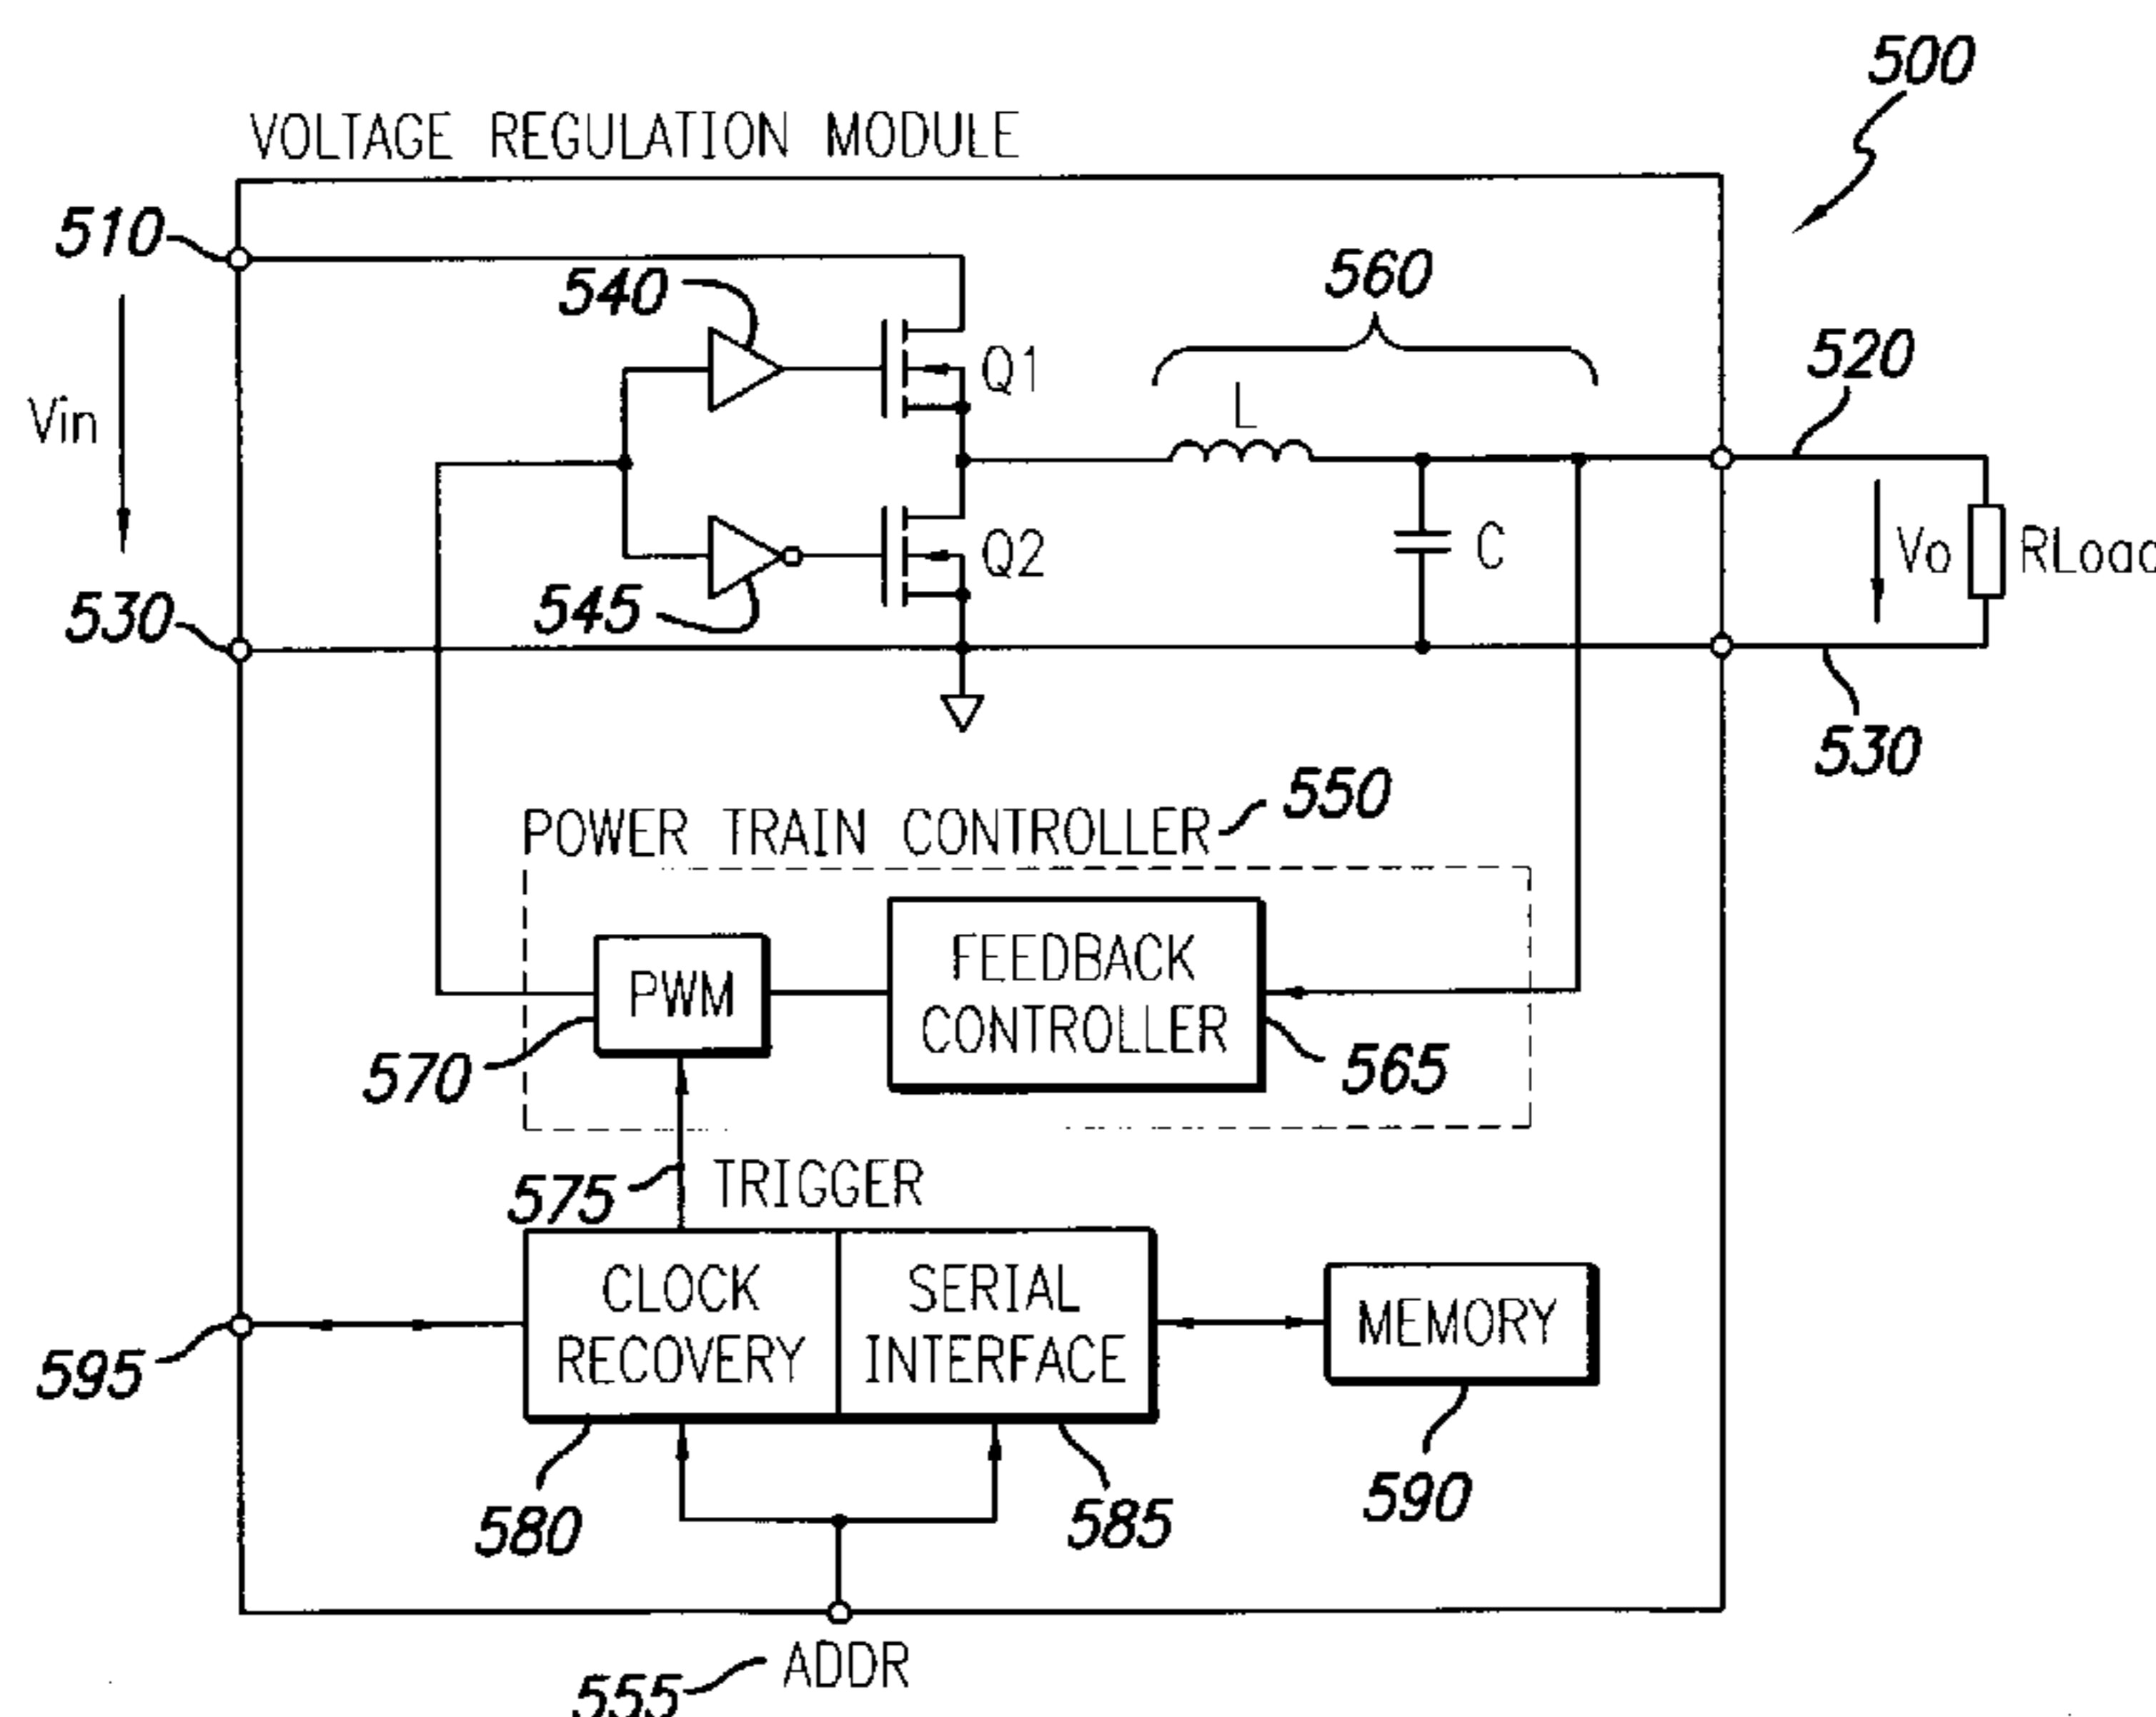 500
VOLTAGE REGULATION MODULE
510
540
560
Q1
520
L
Vin
Q2
C
Vo
530
545
530
550
POWER TRAIN CONTROLLER
PWM
FEEDBACK
CONTROLLER
570
565
575
TRIGGER
CLOCK
RECOVERY
SERIAL
INTERFACE
MEMORY
595
580
585
590
ADDR
555